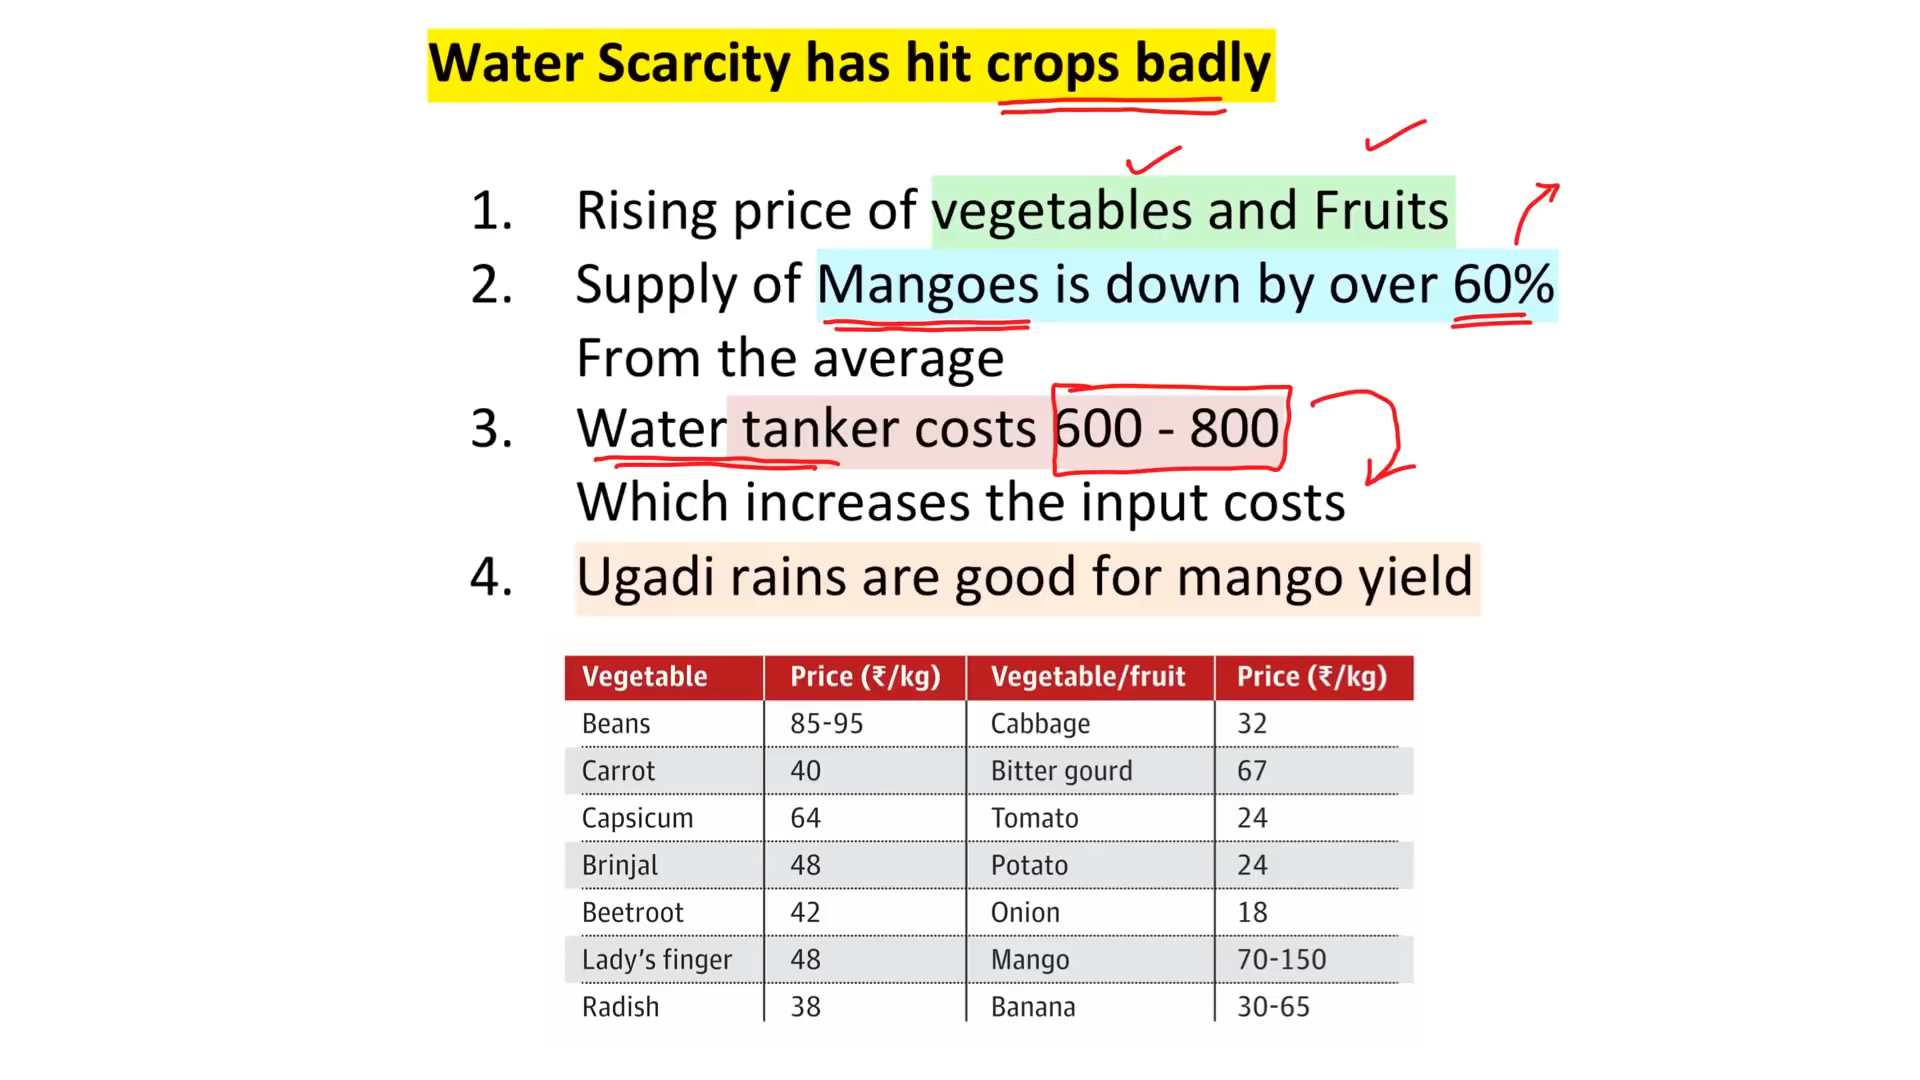 Water Scarcity has hit crops badly
1. Rising price of vegetables and Fruits
2. Supply of Mangoes is down by over 60%
From the average
3. Water tanker costs 600 - 800
Which increases the input costs
4. Ugadi rains are good for mango yield
Vegetable Price (₹/kg) Vegetable/fruit Price (₹/kg)
Beans 85-95 Cabbage 32
Carrot 40 Bitter gourd 67
Capsicum 64 Tomato 24
Brinjal 48 Potato 24
Beetroot 42 Onion 18
Lady’s finger 48 Mango 70-150
Radish 38 Banana 30-65